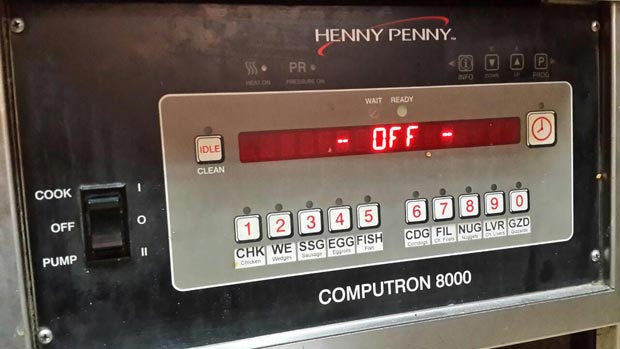 HENNY PENNY™
HEAT ON
PR
PRESSURE ON
INFO
DOWN
UP
P
PROG
WAIT READY
- OFF -
IDLE
CLEAN
COOK I
OFF O
PUMP II
1 2 3 4 5 6 7 8 9 0
CHK WE SSG EGG FISH CDG FIL NUG LVR GZD
Chicken Wedges Sausage Eggrolls Fish Corndogs Ch. Filets Nuggets Ch. Livers Gizzards
COMPUTRON 8000